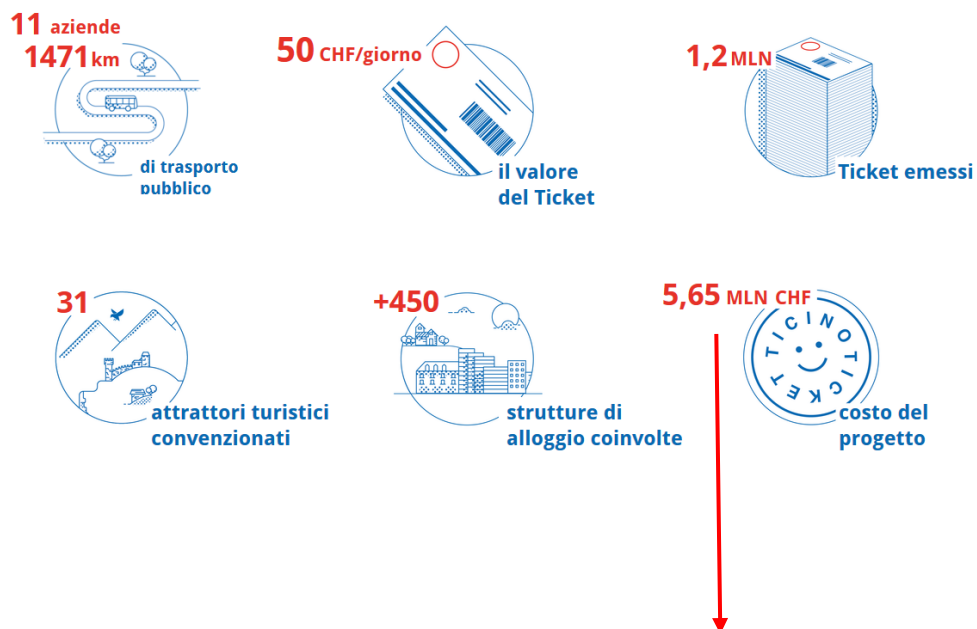 11 aziende
1471 km
di trasporto
pubblico
50 CHF/giorno
il valore
del Ticket
1,2 MLN
Ticket emessi
31
attrattori turistici
convenzionati
+450
strutture di
alloggio coinvolte
5,65 MLN CHF
TICINO TICKET
costo del
progetto